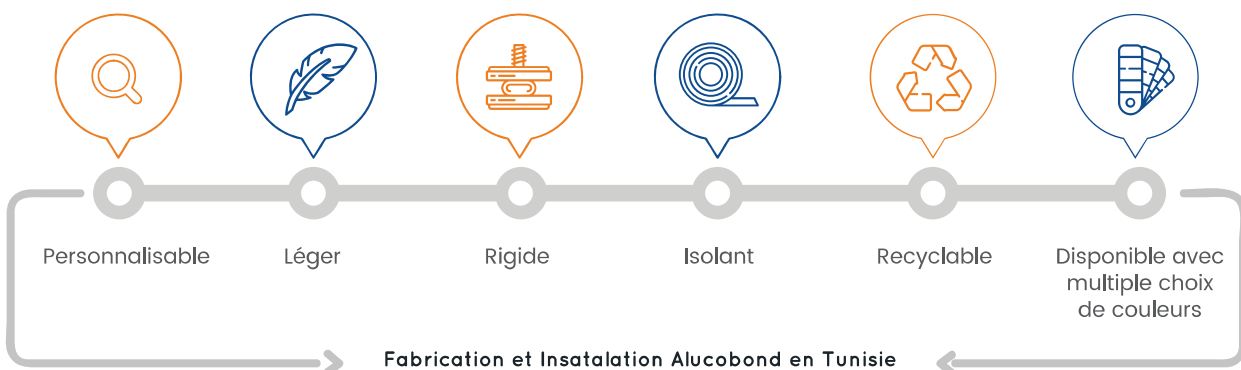 Personnalisable
Léger
Rigide
Isolant
Recyclable
Disponible avec
multiple choix
de couleurs
Fabrication et Insatalation Alucobond en Tunisie